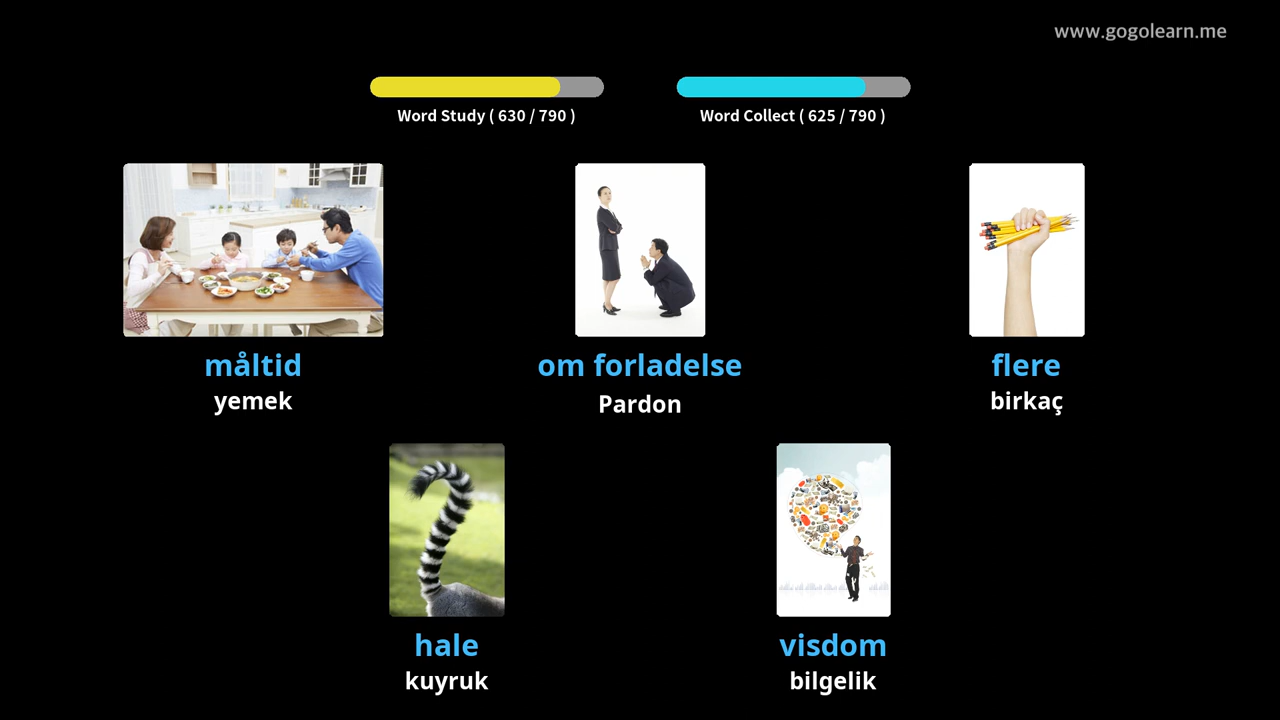 www.gogolearn.me
Word Study ( 630 / 790 )
Word Collect ( 625 / 790 )
måltid
yemek
om forladelse
Pardon
flere
birkaç
hale
kuyruk
visdom
bilgelik